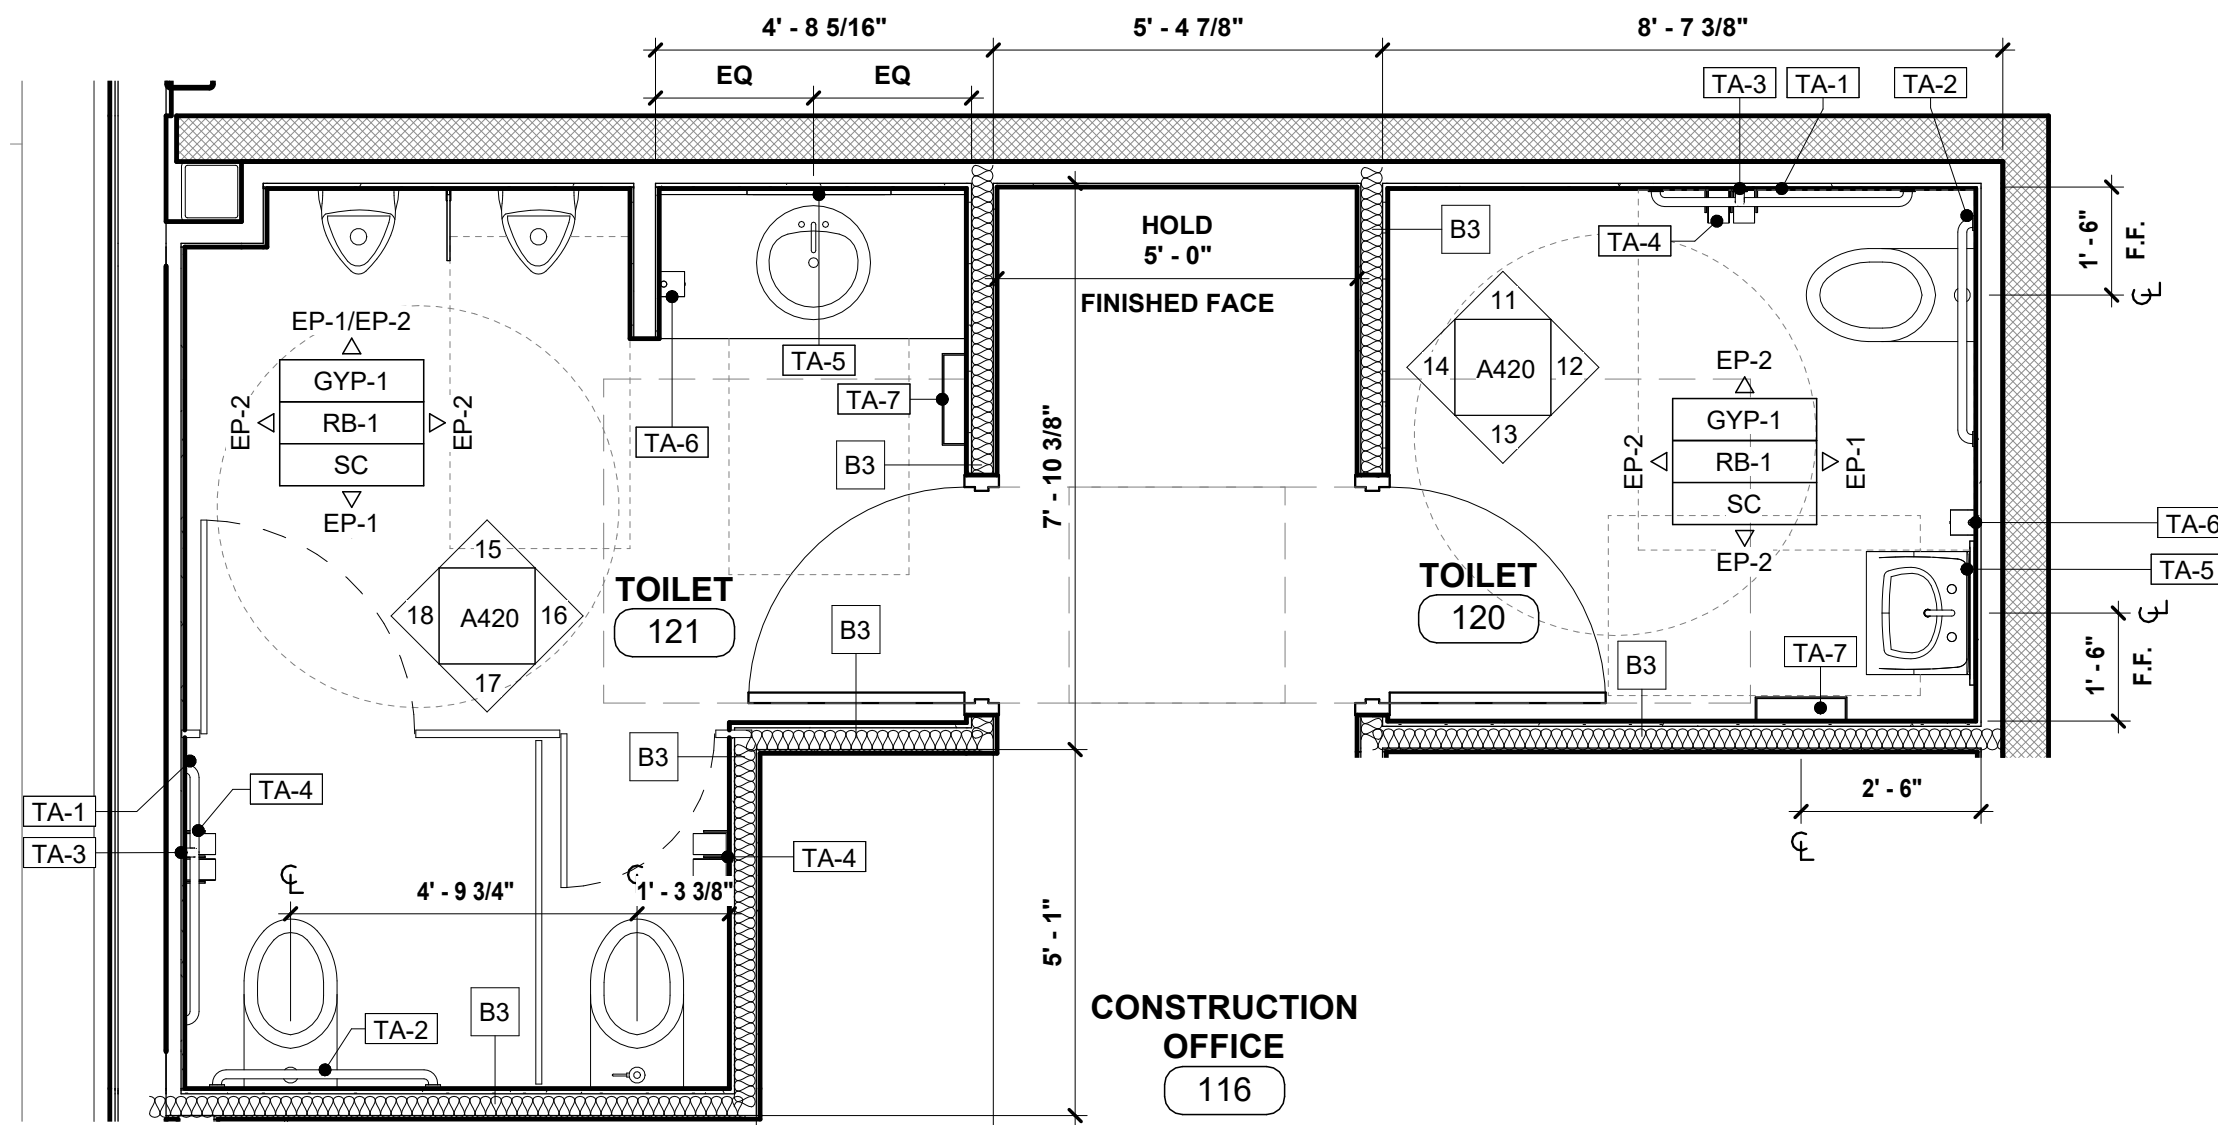 4' - 8 5/16"
5' - 4 7/8"
8' - 7 3/8"
EQ
EQ
TA-3
TA-1
TA-2
HOLD
5' - 0"
FINISHED FACE
B3
TA-4
1' - 6"
F.F.
℄
EP-1/EP-2
GYP-1
RB-1
SC
EP-2
EP-2
EP-1
TA-5
TA-7
TA-6
B3
7' - 10 3/8"
11
14
A420
12
13
EP-2
GYP-1
RB-1
SC
EP-2
EP-1
EP-2
TA-6
TA-5
15
18
A420
16
17
TOILET
121
B3
TOILET
120
B3
TA-7
℄
1' - 6"
F.F.
B3
TA-1
TA-4
TA-3
TA-4
2' - 6"
℄
℄
4' - 9 3/4"
1' - 3 3/8"
5' - 1"
B3
TA-2
CONSTRUCTION
OFFICE
116